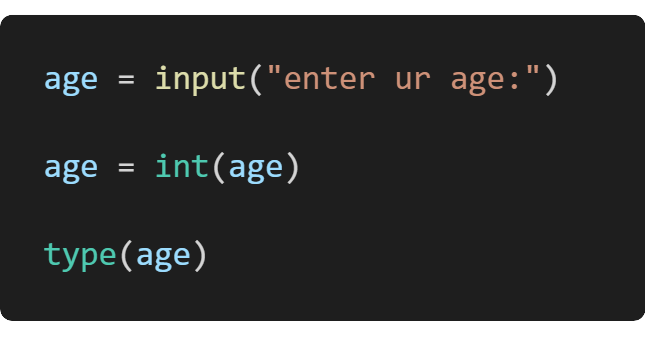 age = input("enter ur age:")
age = int(age)
type(age)